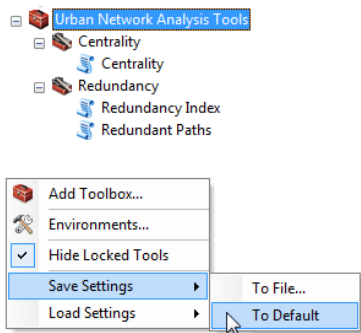 Urban Network Analysis Tools
Centrality
Centrality
Redundancy
Redundancy Index
Redundant Paths
Add Toolbox...
Environments...
Hide Locked Tools
Save Settings
To File...
Load Settings
To Default